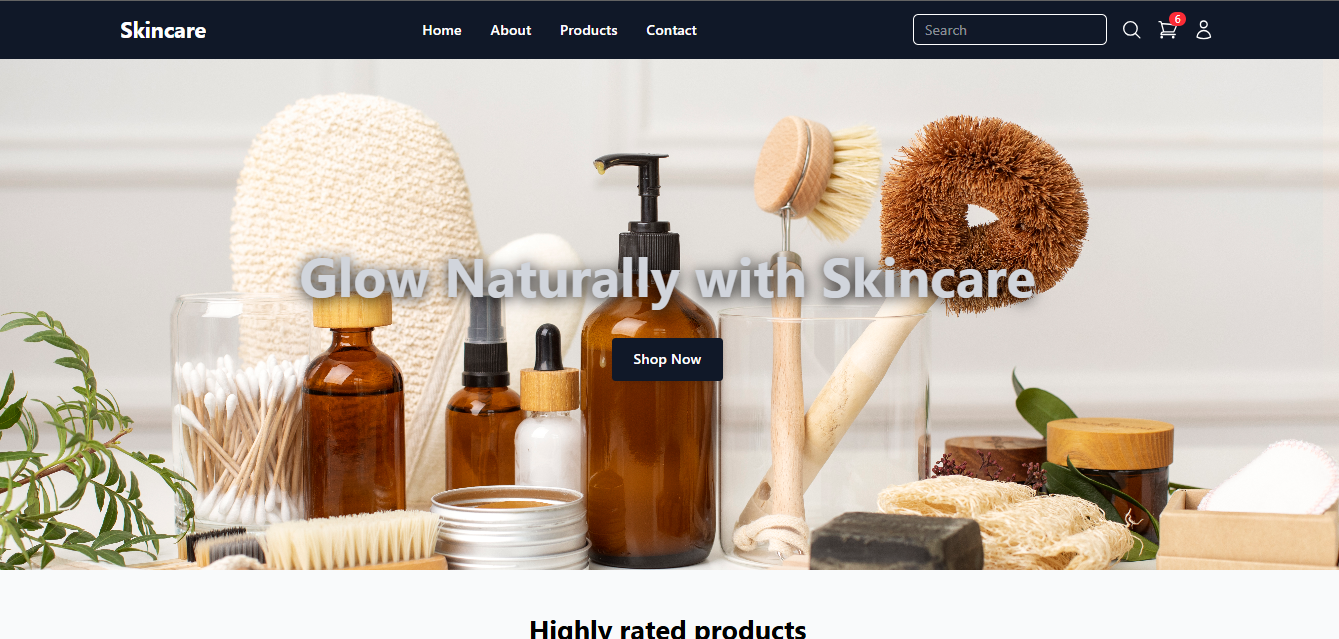 Skincare
Home About Products Contact
Search
6
Glow Naturally with Skincare
Shop Now
Highly rated products